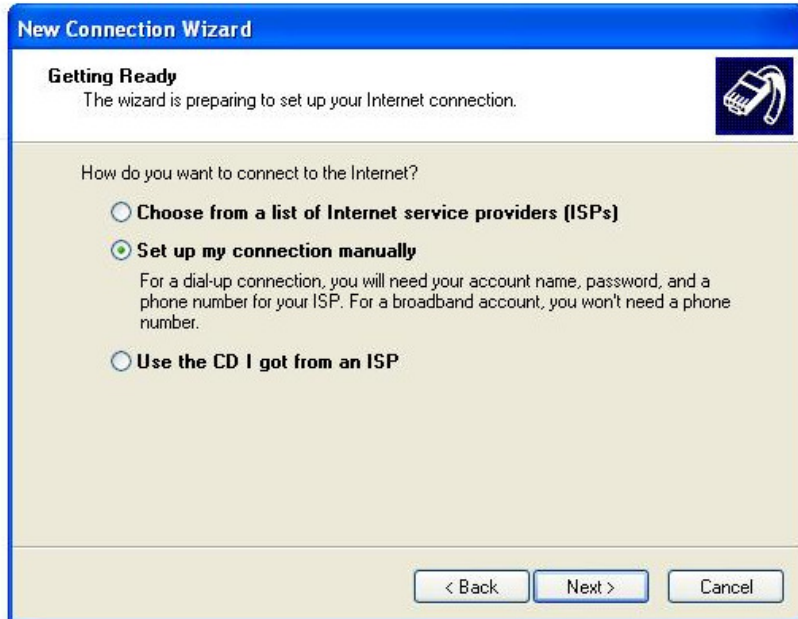 New Connection Wizard
Getting Ready
The wizard is preparing to set up your Internet connection.
How do you want to connect to the Internet?
Choose from a list of Internet service providers (ISPs)
Set up my connection manually
For a dial-up connection, you will need your account name, password, and a
phone number for your ISP. For a broadband account, you won't need a phone
number.
Use the CD I got from an ISP
< Back
Next >
Cancel